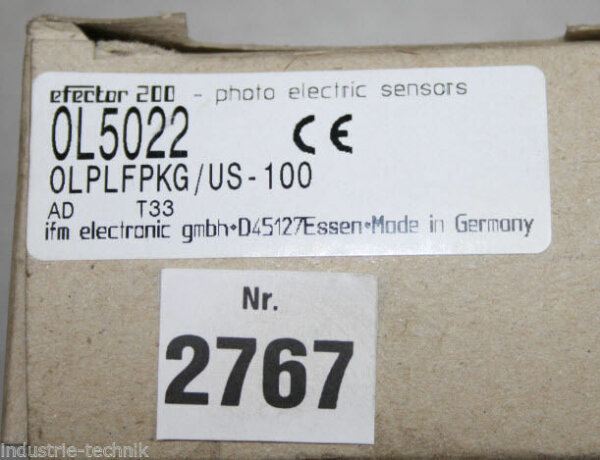 efector 200 - photo electric sensors
OL5022 CE
OLPLFPKG/US-100
AD T33
ifm electronic gmbh•D45127Essen•Made in Germany
Nr.
2767
industrie-technik